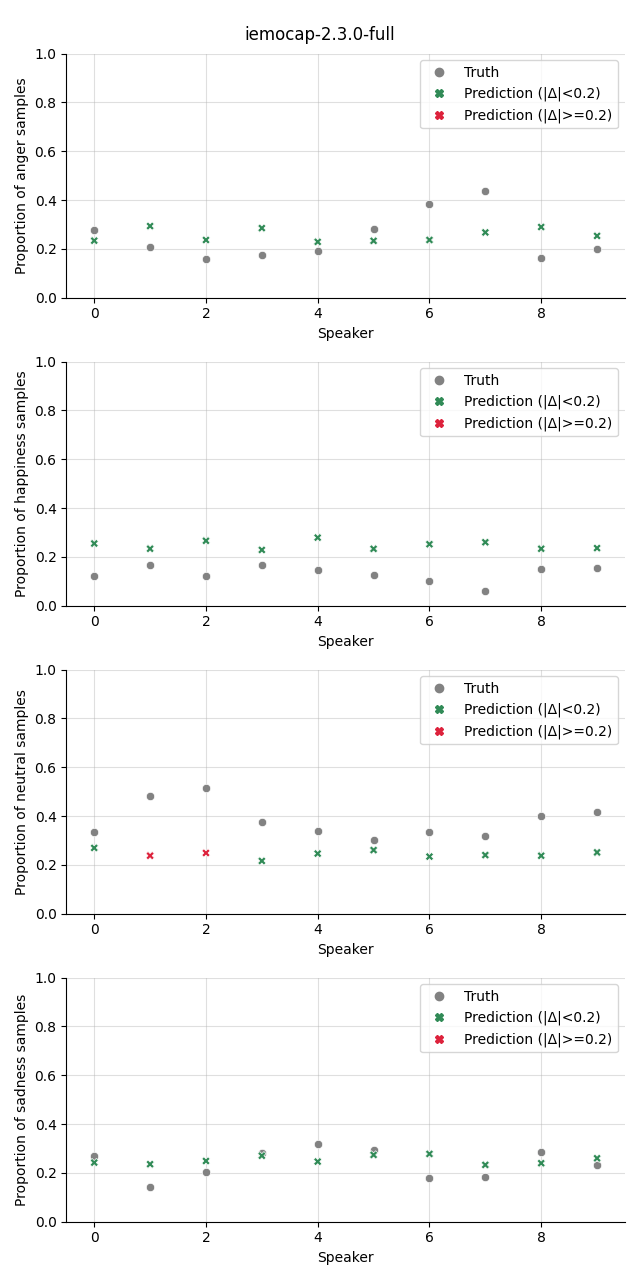 iemocap-2.3.0-full
1.0
0.8
0.6
0.4
0.2
0.0
Proportion of anger samples
Truth
Prediction (|Δ|<0.2)
Prediction (|Δ|>=0.2)
0 2 4 6 8
Speaker
1.0
0.8
0.6
0.4
0.2
0.0
Proportion of happiness samples
Truth
Prediction (|Δ|<0.2)
Prediction (|Δ|>=0.2)
0 2 4 6 8
Speaker
1.0
0.8
0.6
0.4
0.2
0.0
Proportion of neutral samples
Truth
Prediction (|Δ|<0.2)
Prediction (|Δ|>=0.2)
0 2 4 6 8
Speaker
1.0
0.8
0.6
0.4
0.2
0.0
Proportion of sadness samples
Truth
Prediction (|Δ|<0.2)
Prediction (|Δ|>=0.2)
0 2 4 6 8
Speaker